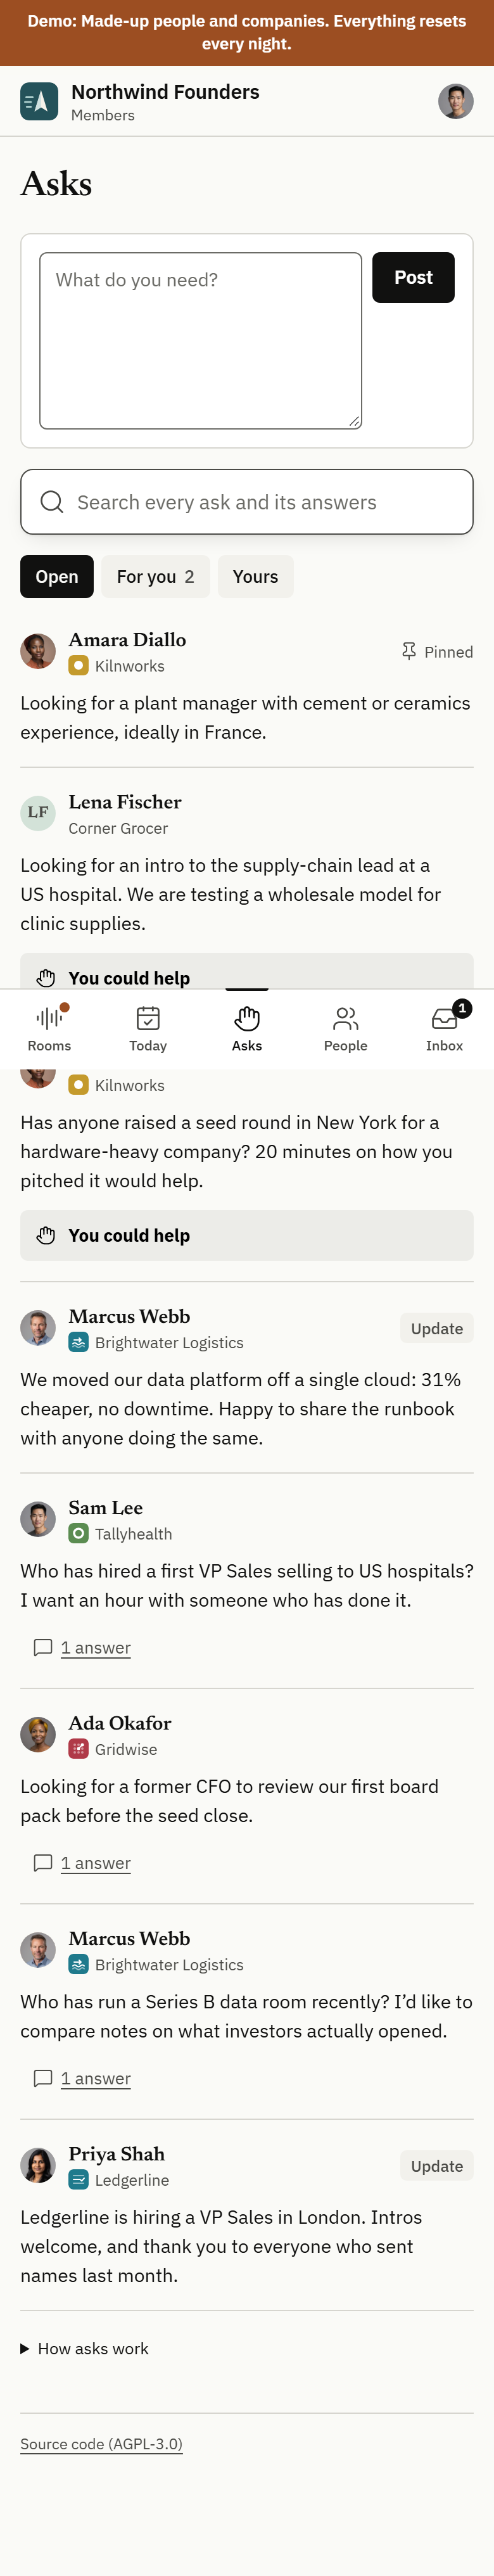 Demo: Made-up people and companies. Everything resets
every night.
Northwind Founders
Members
Asks
What do you need?
Post
Search every ask and its answers
Open
For you 2
Yours
Amara Diallo
Kilnworks
Pinned
Looking for a plant manager with cement or ceramics
experience, ideally in France.
LF
Lena Fischer
Corner Grocer
Looking for an intro to the supply-chain lead at a
US hospital. We are testing a wholesale model for
clinic supplies.
You could help
Rooms
Today
Asks
People
1
Inbox
Kilnworks
Has anyone raised a seed round in New York for a
hardware-heavy company? 20 minutes on how you
pitched it would help.
You could help
Marcus Webb
Brightwater Logistics
Update
We moved our data platform off a single cloud: 31%
cheaper, no downtime. Happy to share the runbook
with anyone doing the same.
Sam Lee
Tallyhealth
Who has hired a first VP Sales selling to US hospitals?
I want an hour with someone who has done it.
1 answer
Ada Okafor
Gridwise
Looking for a former CFO to review our first board
pack before the seed close.
1 answer
Marcus Webb
Brightwater Logistics
Who has run a Series B data room recently? I’d like to
compare notes on what investors actually opened.
1 answer
Priya Shah
Ledgerline
Update
Ledgerline is hiring a VP Sales in London. Intros
welcome, and thank you to everyone who sent
names last month.
How asks work
Source code (AGPL-3.0)